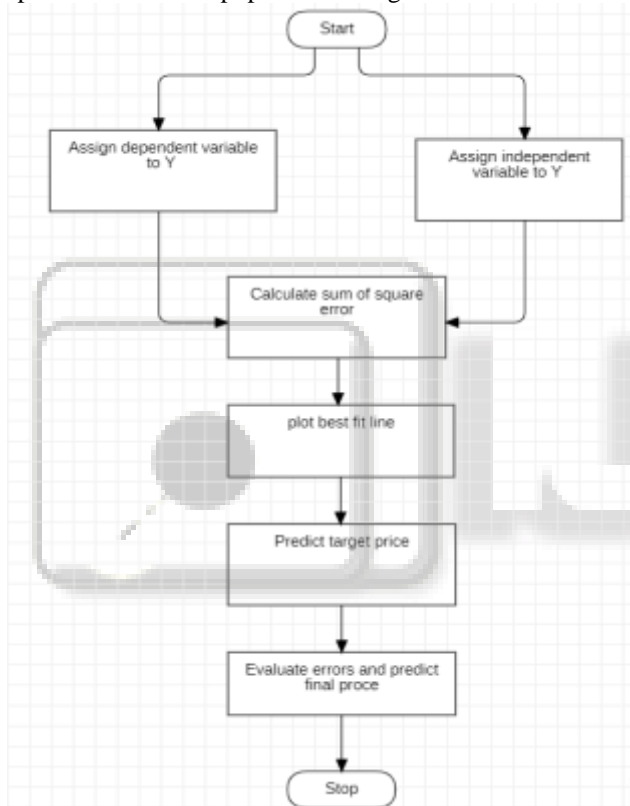 Start
Assign dependent variable
to Y
Assign independent
variable to Y
Calculate sum of square
error
plot best fit line
Predict target price
Evaluate errors and predict
final proce
Stop